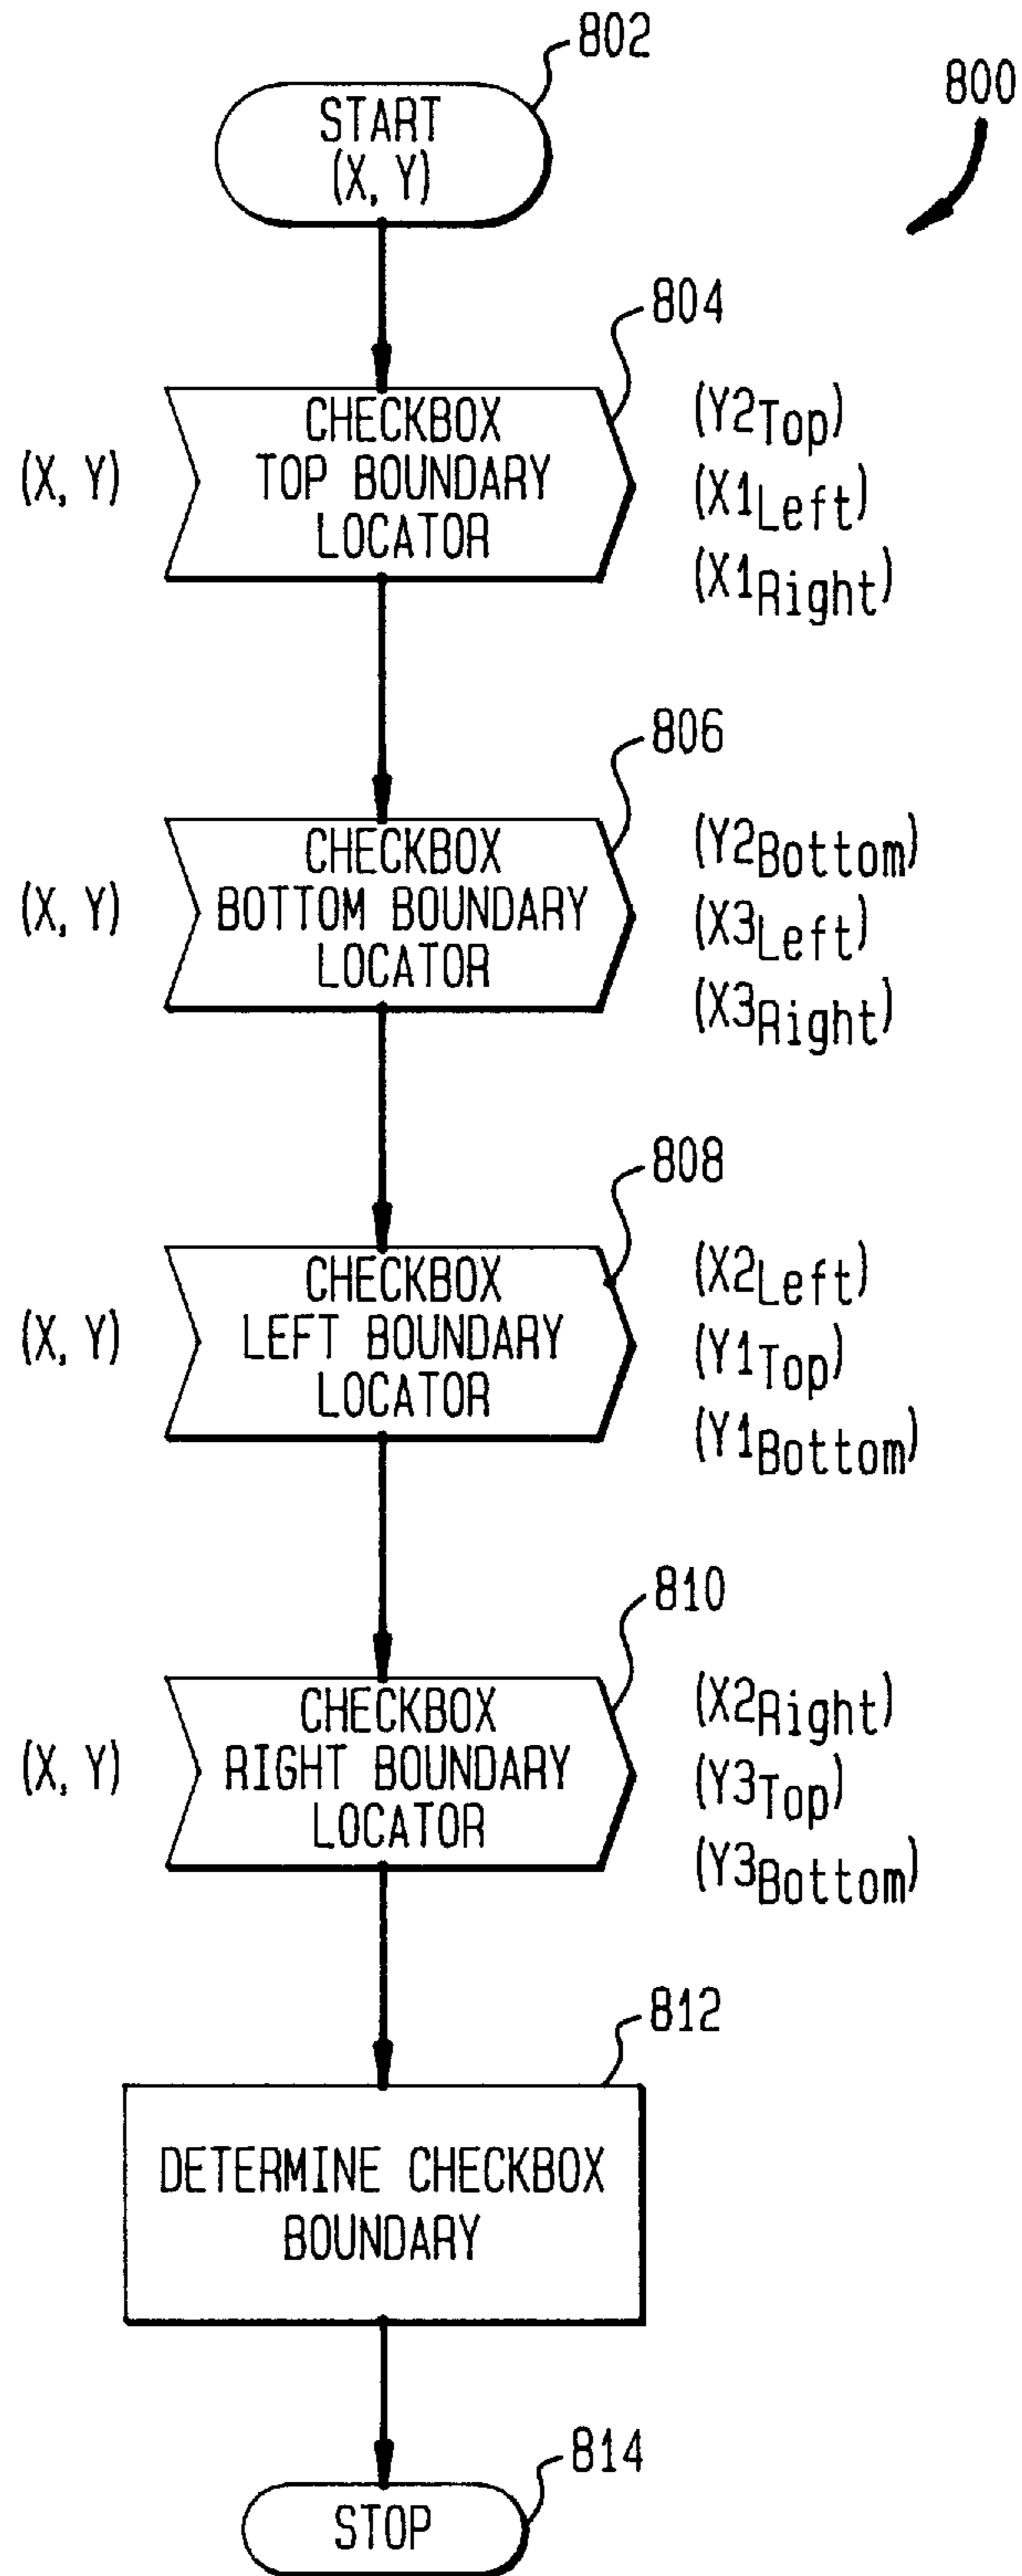 802
800
START
(X, Y)
804
(X, Y)
CHECKBOX
TOP BOUNDARY
LOCATOR
(Y2Top)
(X1Left)
(X1Right)
806
(X, Y)
CHECKBOX
BOTTOM BOUNDARY
LOCATOR
(Y2Bottom)
(X3Left)
(X3Right)
808
(X, Y)
CHECKBOX
LEFT BOUNDARY
LOCATOR
(X2Left)
(Y1Top)
(Y1Bottom)
810
(X, Y)
CHECKBOX
RIGHT BOUNDARY
LOCATOR
(X2Right)
(Y3Top)
(Y3Bottom)
812
DETERMINE CHECKBOX
BOUNDARY
814
STOP